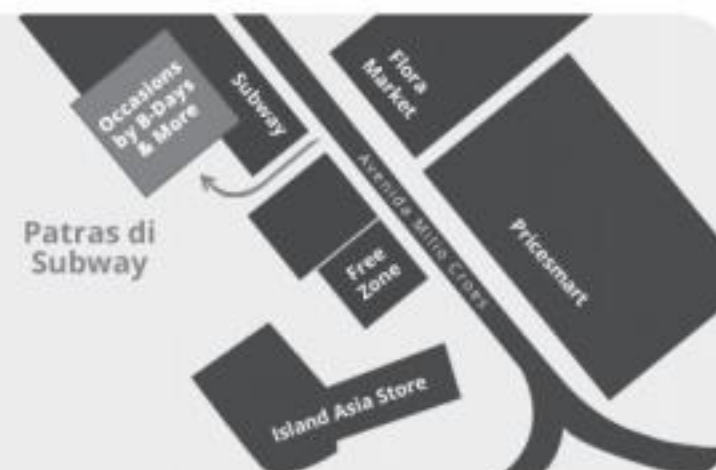 Occasions
by B-Days
& More
Subway
Flora
Market
Avenida Milio Croes
Pricesmart
Free
Zone
Patras di
Subway
Island Asia Store